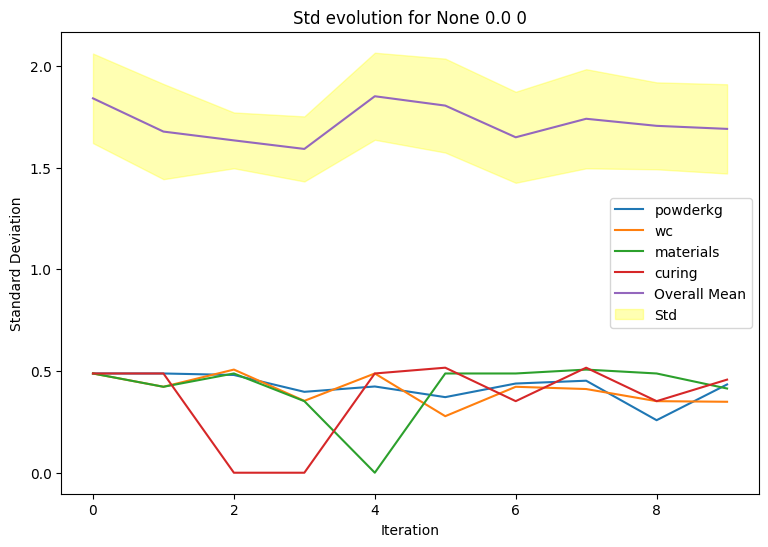 Std evolution for None 0.0 0
Standard Deviation
2.0
1.5
1.0
0.5
0.0
powderkg
wc
materials
curing
Overall Mean
Std
0
2
4
6
8
Iteration